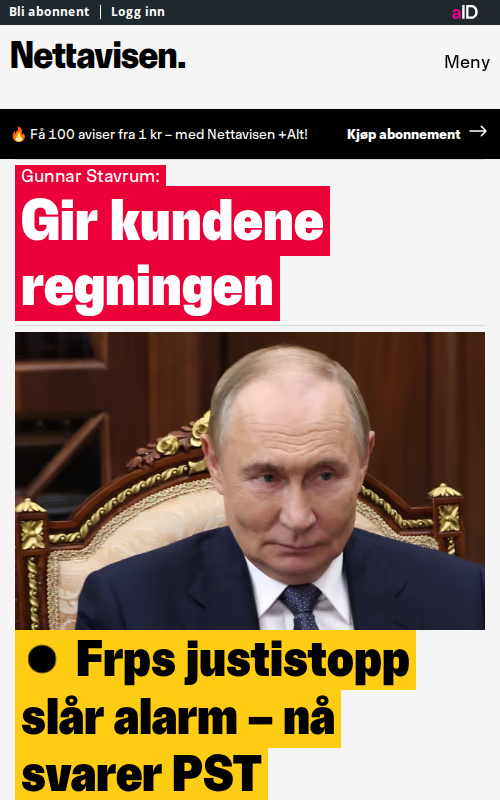 Bli abonnent | Logg inn
aID
Nettavisen.
Meny
🔥 Få 100 aviser fra 1 kr – med Nettavisen +Alt!
Kjøp abonnement →
Gunnar Stavrum:
Gir kundene
regningen
● Frps justistopp
slår alarm – nå
svarer PST